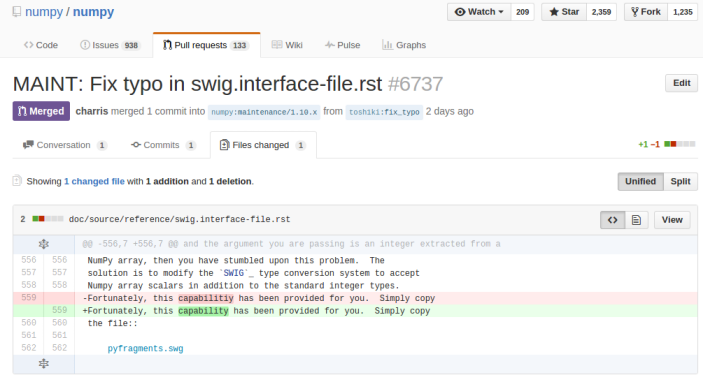 numpy / numpy
Watch 209 Star 2,359 Fork 1,235
Code Issues 938 Pull requests 133 Wiki Pulse Graphs
MAINT: Fix typo in swig.interface-file.rst #6737
Edit
Merged charris merged 1 commit into numpy:maintenance/1.10.x from toshiki:fix_typo 2 days ago
Conversation 1 Commits 1 Files changed 1 +1 −1
Showing 1 changed file with 1 addition and 1 deletion.
Unified Split
2 doc/source/reference/swig.interface-file.rst <> View
@@ -556,7 +556,7 @@ and the argument you are passing is an integer extracted from a
556 556 NumPy array, then you have stumbled upon this problem. The
557 557 solution is to modify the `SWIG`_ type conversion system to accept
558 558 Numpy array scalars in addition to the standard integer types.
559 -Fortunately, this capabilitiy has been provided for you. Simply copy
559 +Fortunately, this capability has been provided for you. Simply copy
560 560 the file::
561 561
562 562 pyfragments.swg